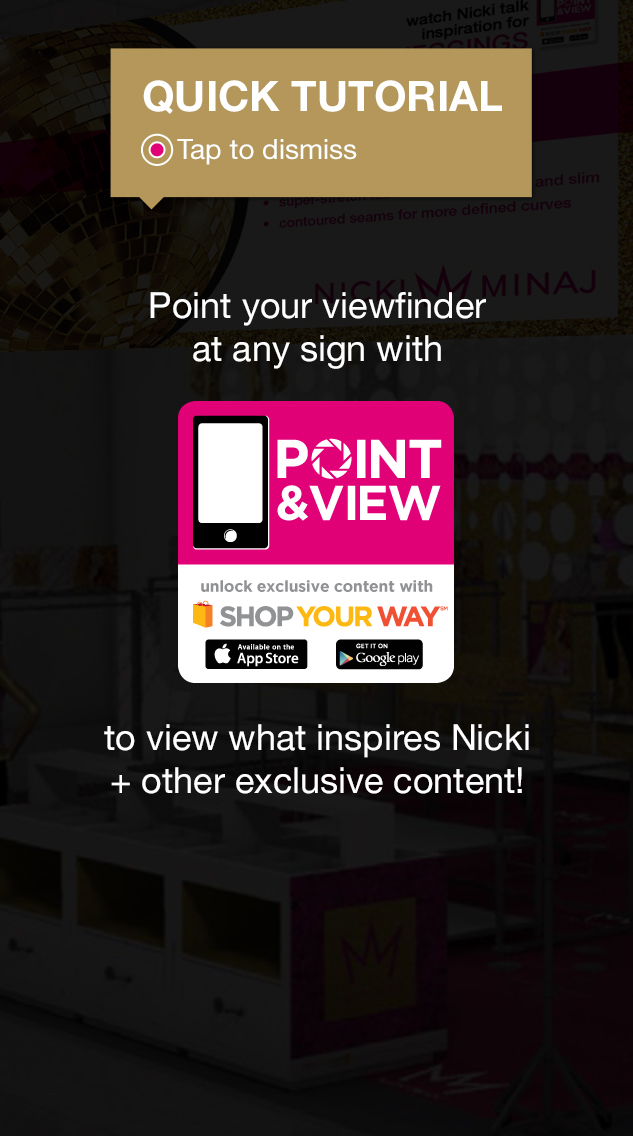 watch Nicki talk
inspiration for
LEGGINGS
QUICK TUTORIAL
Tap to dismiss
and slim
• contoured seams for more defined curves
NICKI MINAJ
Point your viewfinder
at any sign with
POINT
&VIEW
unlock exclusive content with
SHOP YOUR WAY℠
Available on the
App Store
GET IT ON
Google play
to view what inspires Nicki
+ other exclusive content!